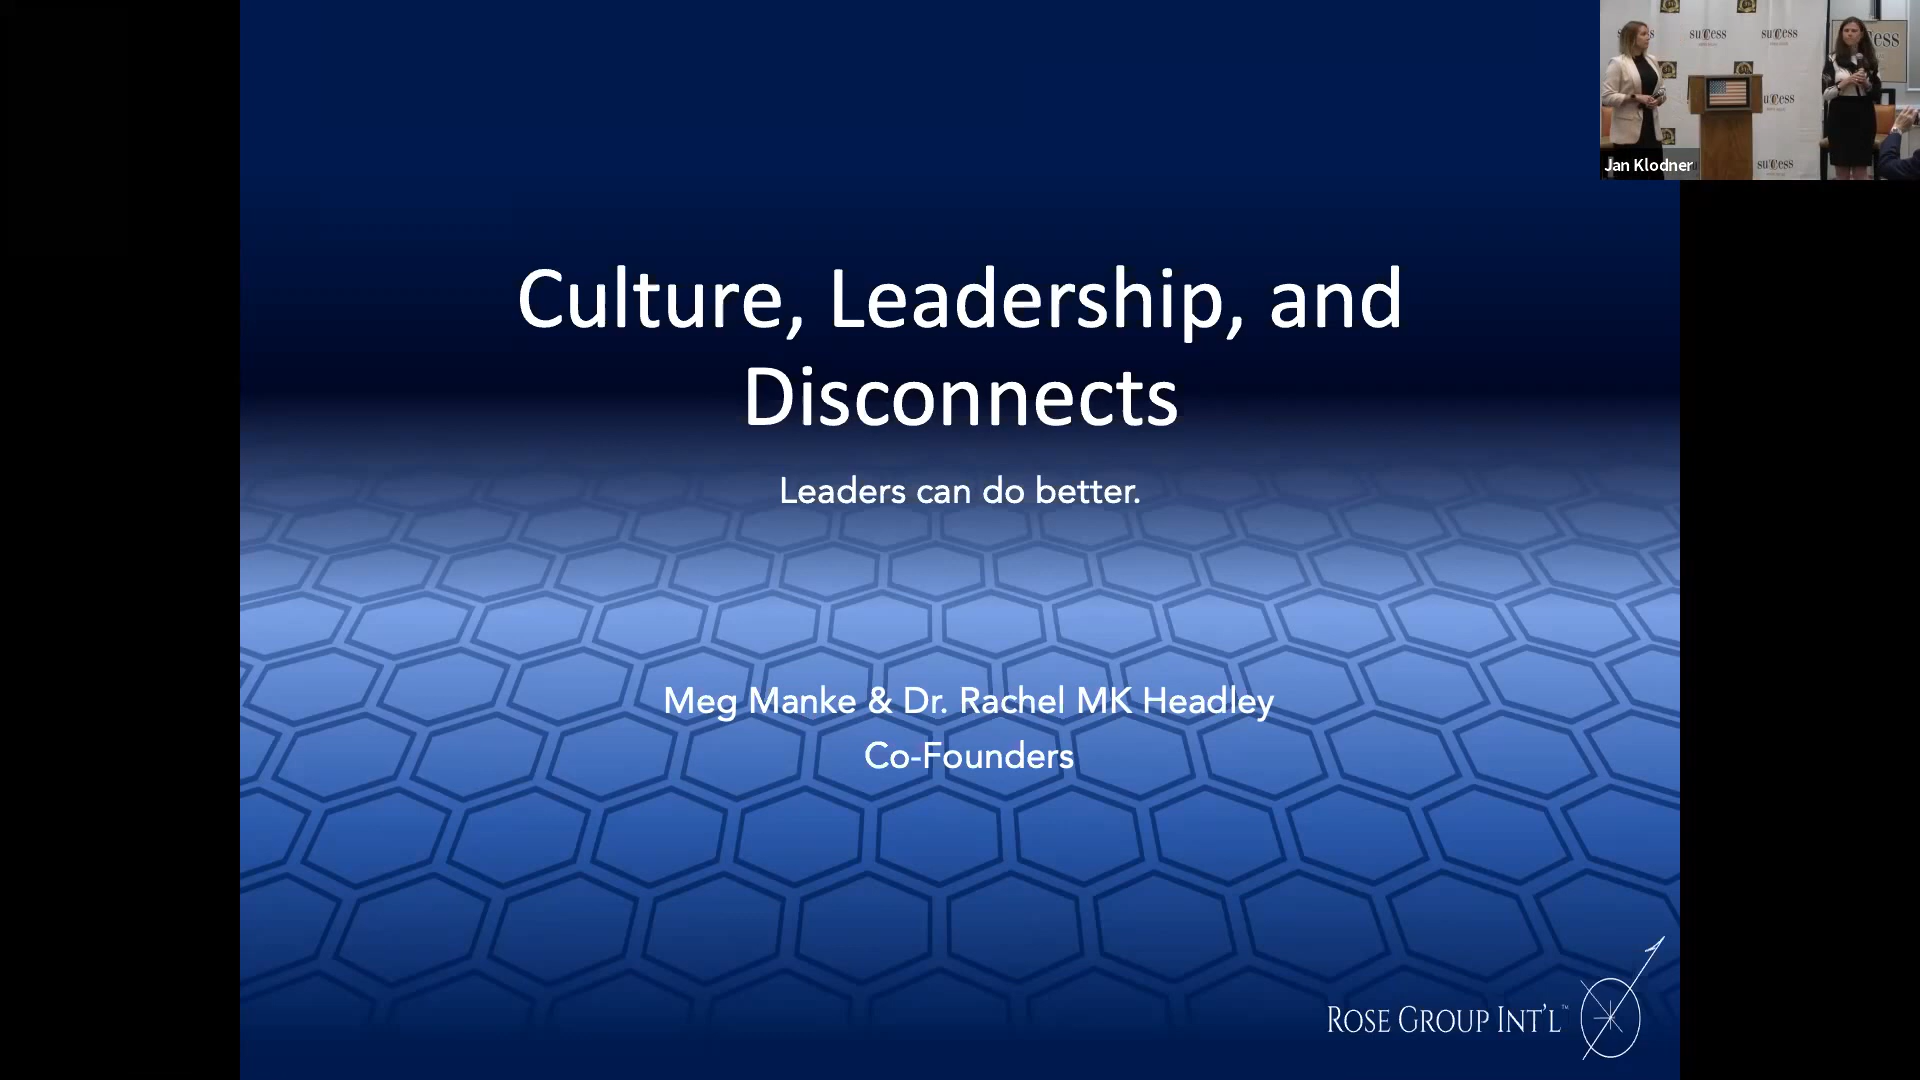 Culture, Leadership, and
Disconnects
Leaders can do better.
Meg Manke & Dr. Rachel MK Headley
Co-Founders
ROSE GROUP INT'L™
suCcess
suCcess
suCcess
suCcess
Jan Klodner